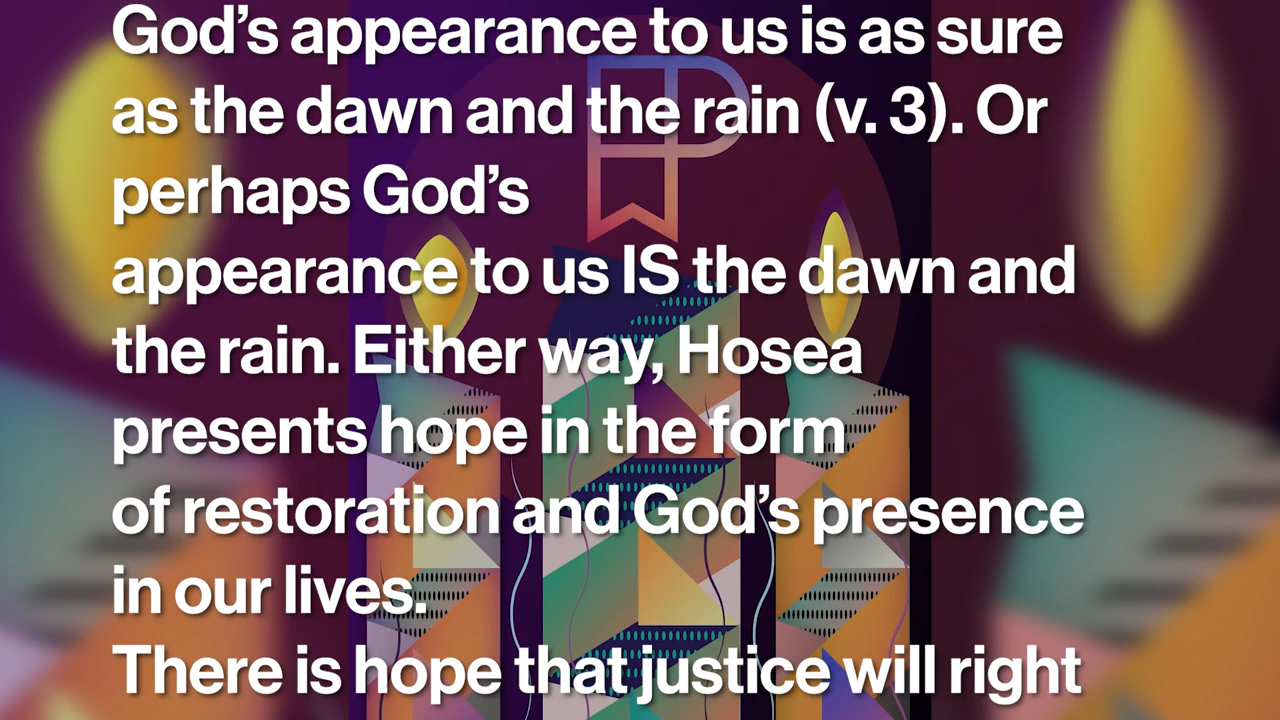 God’s appearance to us is as sure
as the dawn and the rain (v. 3). Or
perhaps God’s
appearance to us IS the dawn and
the rain. Either way, Hosea
presents hope in the form
of restoration and God’s presence
in our lives.
There is hope that justice will right